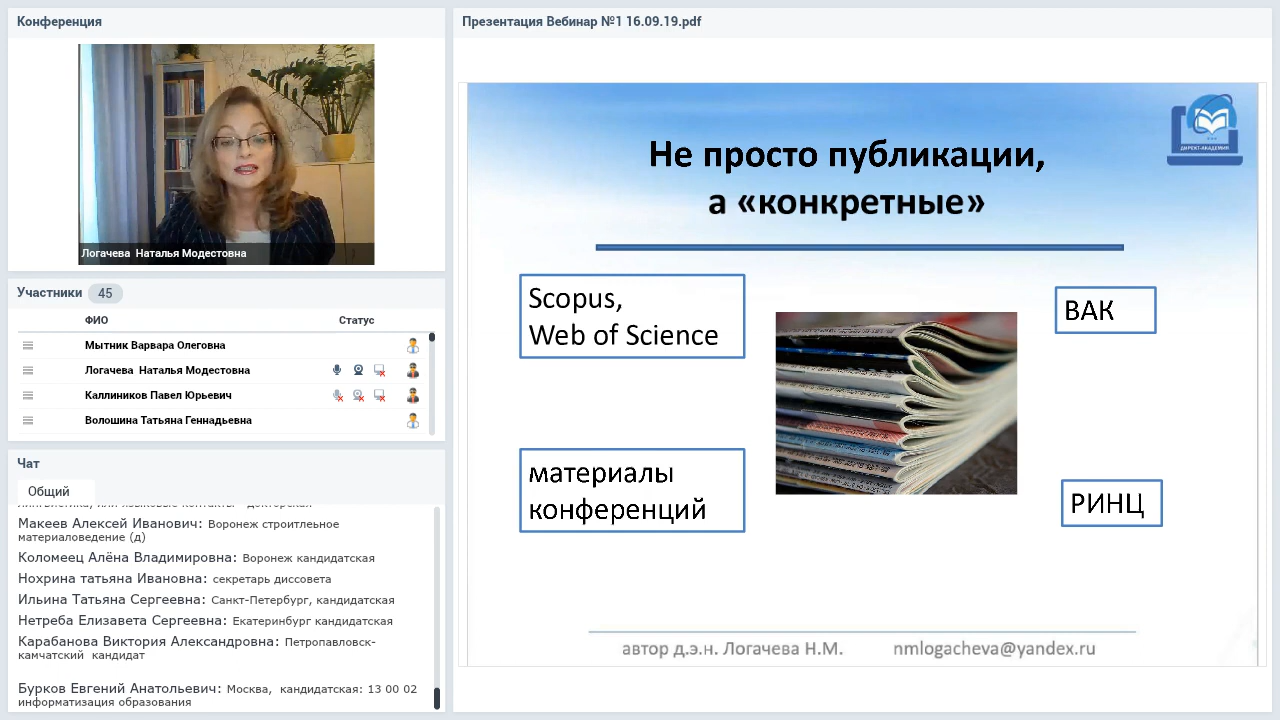 Конференция
Логачева  Наталья Модестовна
Участники 45
ФИО Статус
Мытник Варвара Олеговна
Логачева  Наталья Модестовна
Каллиников Павел Юрьевич
Волошина Татьяна Геннадьевна
Чат
Общий
Макеев Алексей Иванович: Воронеж строитлеьное
материаловедение (д)
Коломеец Алёна Владимировна: Воронеж кандидатская
Нохрина татьяна Ивановна: секретарь диссовета
Ильина Татьяна Сергеевна: Санкт-Петербург, кандидатская
Нетреба Елизавета Сергеевна: Екатеринбург кандидатская
Карабанова Виктория Александровна: Петропавловск-
камчатский  кандидат
Бурков Евгений Анатольевич: Москва,  кандидатская: 13 00 02
информатизация образования
Презентация Вебинар №1 16.09.19.pdf
ДИРЕКТ-АКАДЕМИЯ
Не просто публикации,
а «конкретные»
Scopus,
Web of Science
ВАК
материалы
конференций
РИНЦ
автор д.э.н. Логачева Н.М. nmlogacheva@yandex.ru